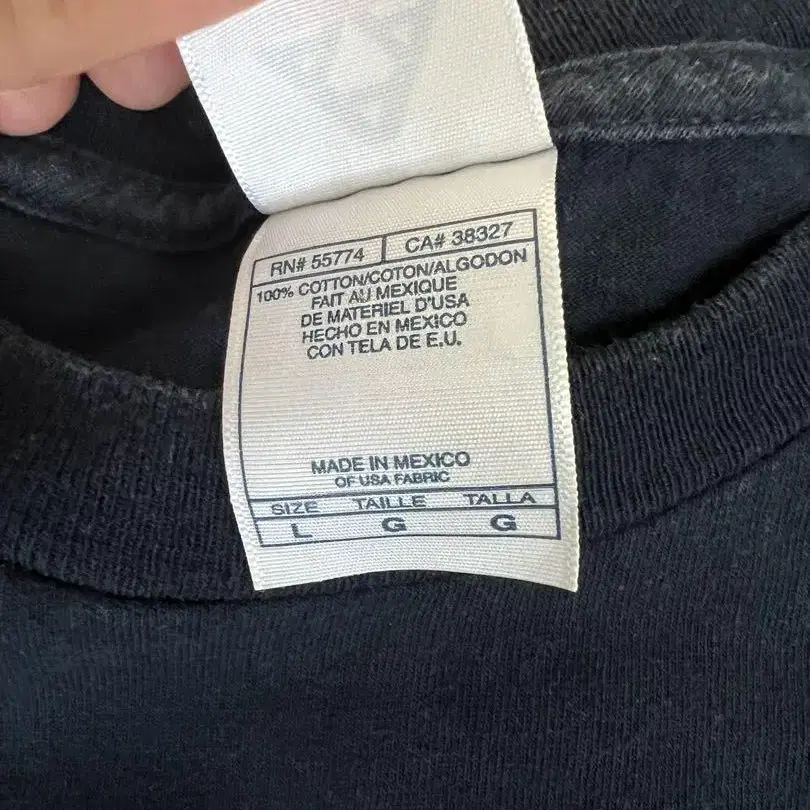 RN# 55774 CA# 38327
100% COTTON/COTON/ALGODON
FAIT AU MEXIQUE
DE MATERIEL D'USA
HECHO EN MEXICO
CON TELA DE E.U.
MADE IN MEXICO
OF USA FABRIC
SIZE TAILLE TALLA
L G G